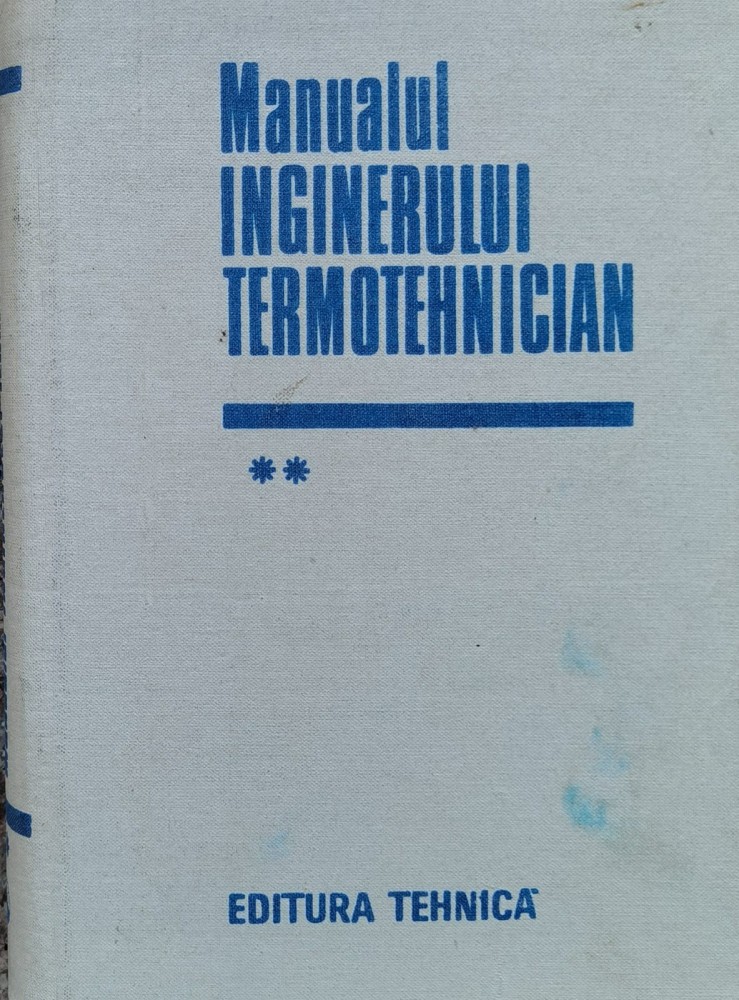 Manualul
INGINERULUI
TERMOTEHNICIAN
**
EDITURA TEHNICĂ